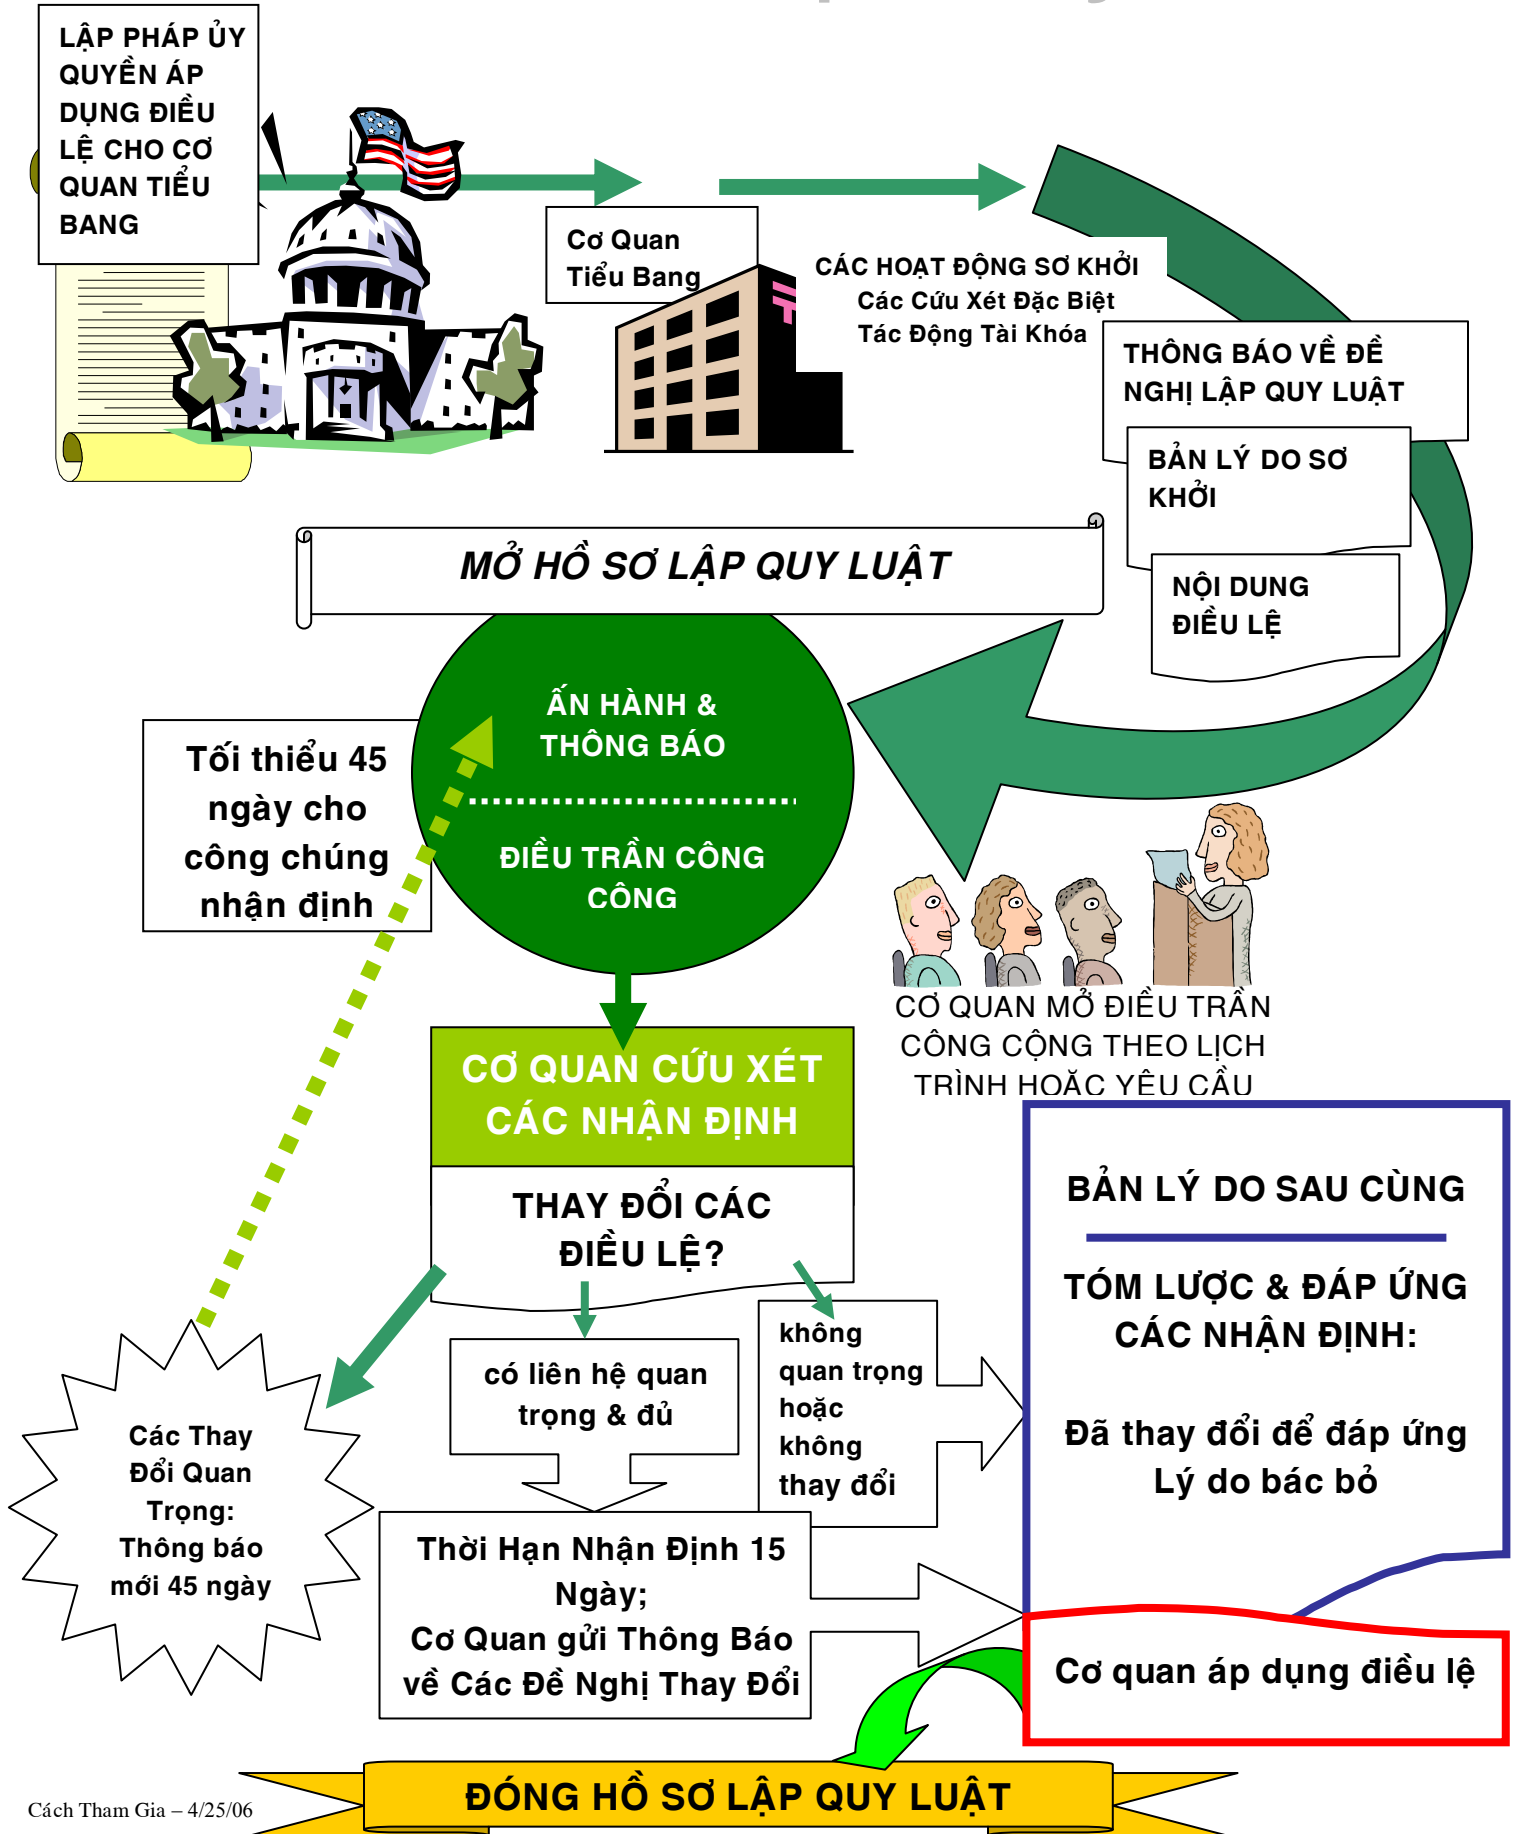 LẬP PHÁP ỦY
QUYỀN ÁP
DỤNG ĐIỀU
LỆ CHO CƠ
QUAN TIỂU
BANG
Cơ Quan
Tiểu Bang
CÁC HOẠT ĐỘNG SƠ KHỞI
Các Cứu Xét Đặc Biệt
Tác Động Tài Khóa
THÔNG BÁO VỀ ĐỀ
NGHỊ LẬP QUY LUẬT
BẢN LÝ DO SƠ
KHỞI
NỘI DUNG
ĐIỀU LỆ
MỞ HỒ SƠ LẬP QUY LUẬT
ẤN HÀNH &
THÔNG BÁO
ĐIỀU TRẦN CÔNG
CÔNG
Tối thiểu 45
ngày cho
công chúng
nhận định
CƠ QUAN MỞ ĐIỀU TRẦN
CÔNG CỘNG THEO LỊCH
TRÌNH HOẶC YÊU CẦU
CƠ QUAN CỨU XÉT
CÁC NHẬN ĐỊNH
THAY ĐỔI CÁC
ĐIỀU LỆ?
Các Thay
Đổi Quan
Trọng:
Thông báo
mới 45 ngày
có liên hệ quan
trọng & đủ
không
quan trọng
hoặc
không
thay đổi
Thời Hạn Nhận Định 15
Ngày;
Cơ Quan gửi Thông Báo
về Các Đề Nghị Thay Đổi
BẢN LÝ DO SAU CÙNG
TÓM LƯỢC & ĐÁP ỨNG
CÁC NHẬN ĐỊNH:
Đã thay đổi để đáp ứng
Lý do bác bỏ
Cơ quan áp dụng điều lệ
ĐÓNG HỒ SƠ LẬP QUY LUẬT
Cách Tham Gia – 4/25/06